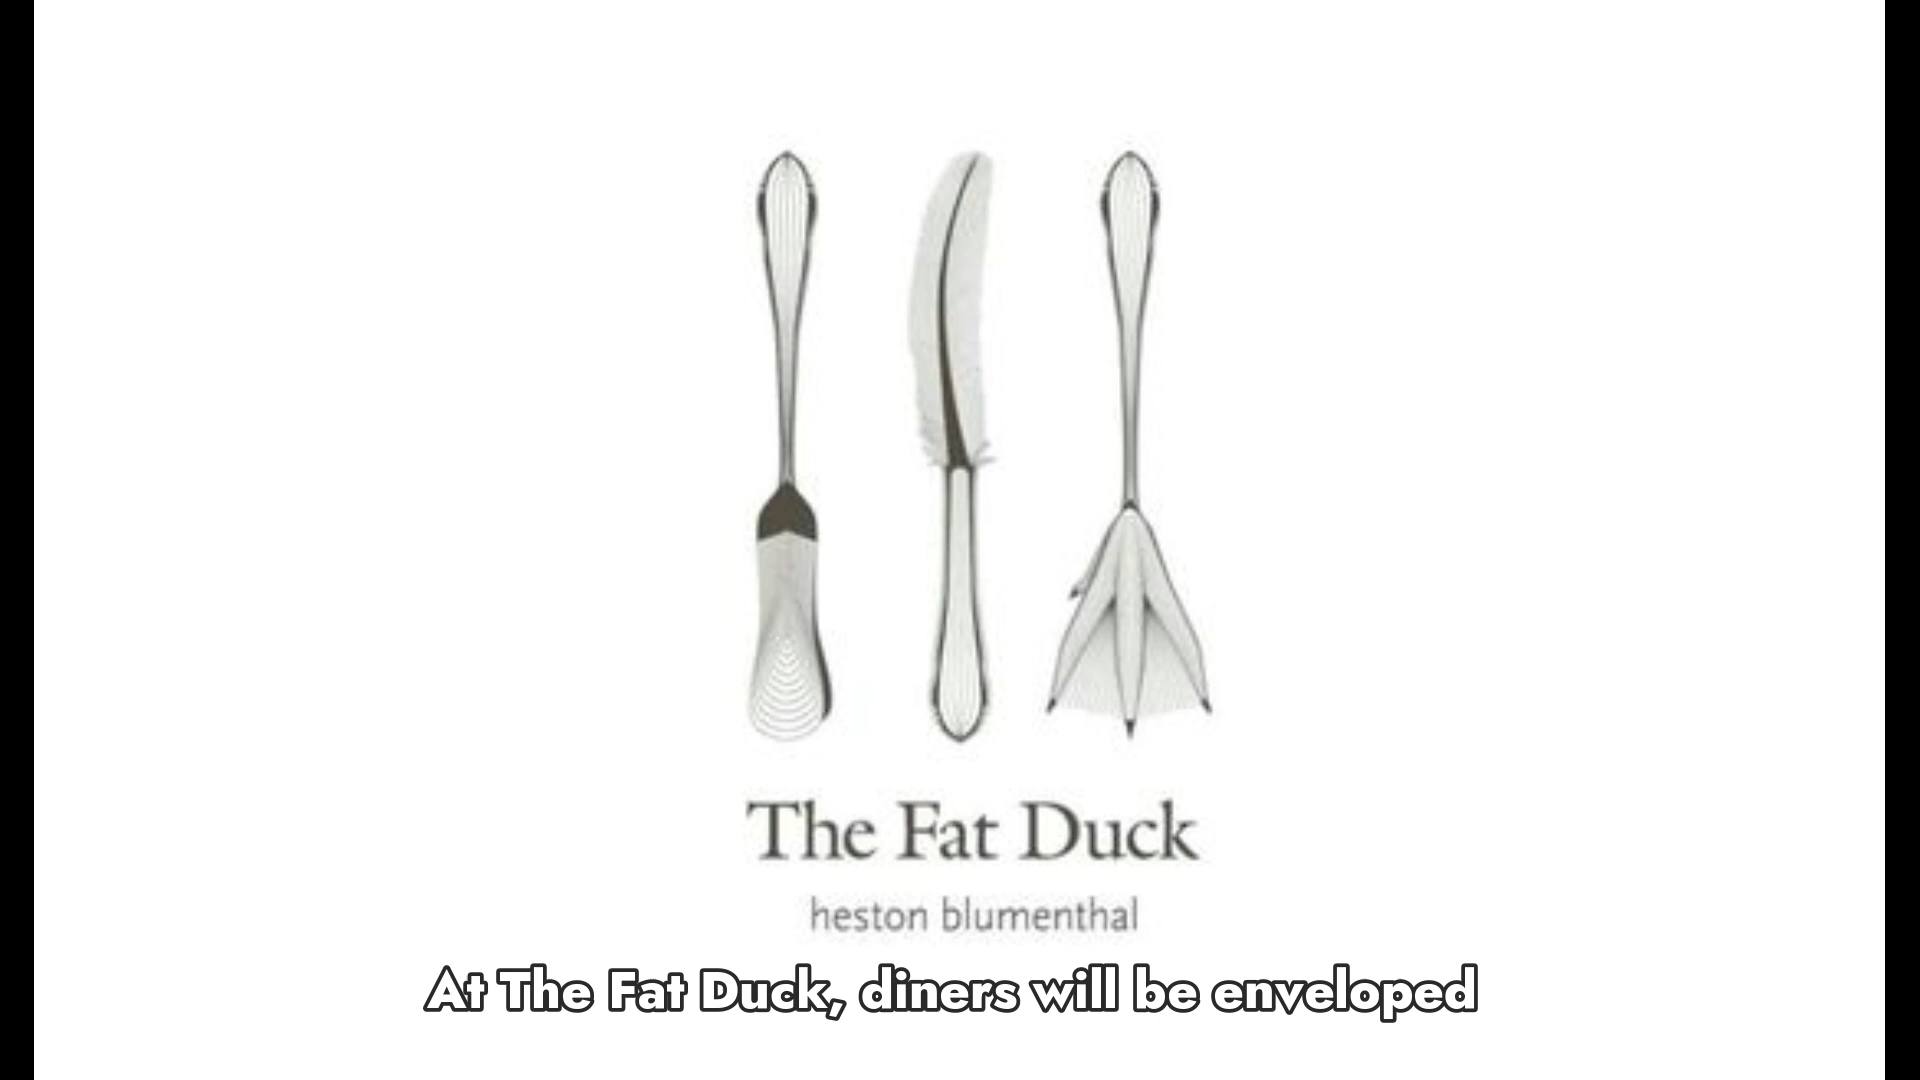 The Fat Duck
heston blumenthal
At The Fat Duck, diners will be enveloped